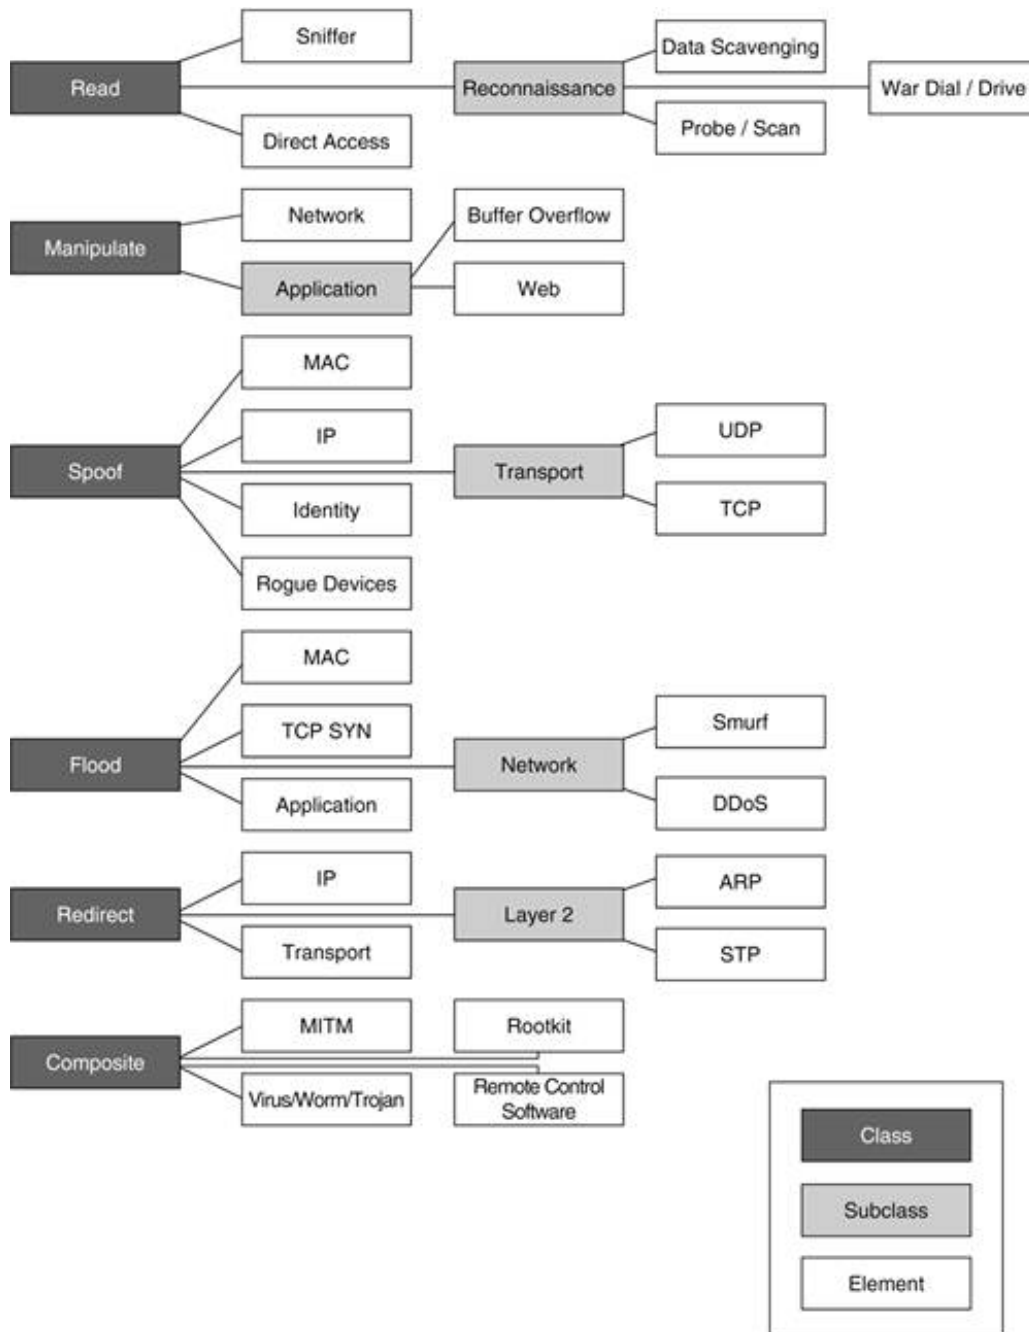 Sniffer
Data Scavenging
Read
Reconnaissance
War Dial / Drive
Direct Access
Probe / Scan
Network
Buffer Overflow
Manipulate
Application
Web
MAC
IP
UDP
Spoof
Transport
Identity
TCP
Rogue Devices
MAC
TCP SYN
Smurf
Flood
Network
Application
DDoS
IP
ARP
Redirect
Layer 2
Transport
STP
MITM
Rootkit
Composite
Virus/Worm/Trojan
Remote Control
Software
Class
Subclass
Element